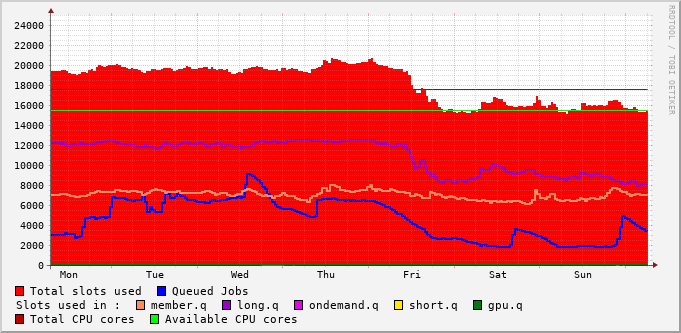 RRDTOOL / TOBI OETIKER
24000
22000
20000
18000
16000
14000
12000
10000
8000
6000
4000
2000
0
Mon Tue Wed Thu Fri Sat Sun
Total slots used Queued Jobs
Slots used in : member.q long.q ondemand.q short.q gpu.q
Total CPU cores Available CPU cores